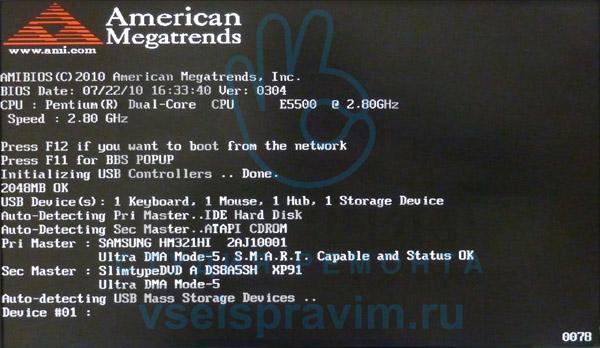 American
Megatrends
www.ami.com
AMIBIOS(C)2010 American Megatrends, Inc.
BIOS Date: 07/22/10 16:33:40 Ver: 0304
CPU : Pentium(R) Dual-Core CPU E5500 @ 2.80GHz
Speed : 2.80 GHz
Press F12 if you want to boot from the network
Press F11 for BBS POPUP
Initializing USB Controllers .. Done.
2048MB OK
USB Device(s): 1 Keyboard, 1 Mouse, 1 Hub, 1 Storage Device
Auto-Detecting Pri Master..IDE Hard Disk
Auto-Detecting Sec Master..ATAPI CDROM
Pri Master : SAMSUNG HM321HI 2AJ10001
Ultra DMA Mode-5, S.M.A.R.T. Capable and Status OK
Sec Master : SlimtypeDVD A DS8A5SH XP91
Ultra DMA Mode-5
Auto-detecting USB Mass Storage Devices ..
Device #01 :
vseispravim.ru
0078